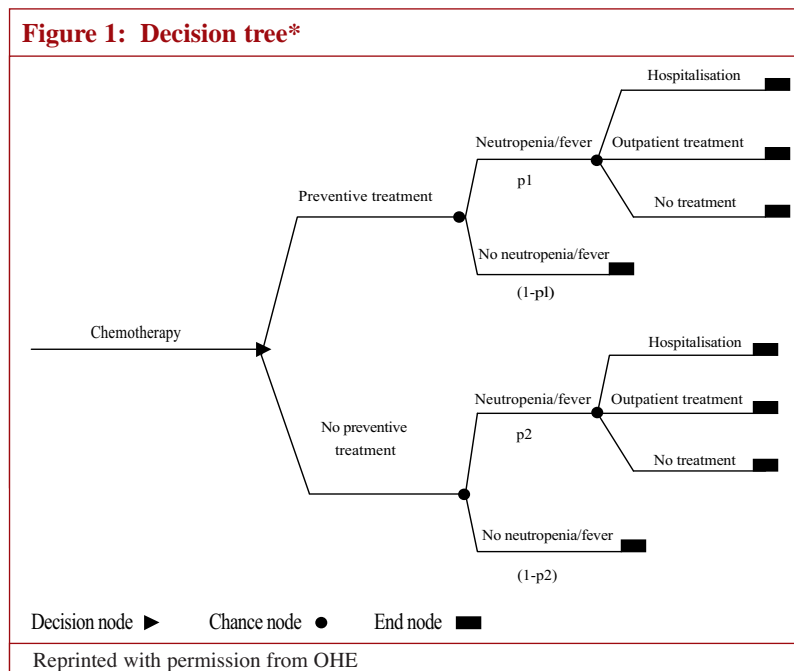 Figure 1: Decision tree*
Hospitalisation
Neutropenia/fever
Outpatient treatment
p1
Preventive treatment
No treatment
No neutropenia/fever
(1-pl)
Chemotherapy
Hospitalisation
Neutropenia/fever
Outpatient treatment
No preventive
treatment
p2
No treatment
No neutropenia/fever
(1-p2)
Decision node
Chance node
End node
Reprinted with permission from OHE